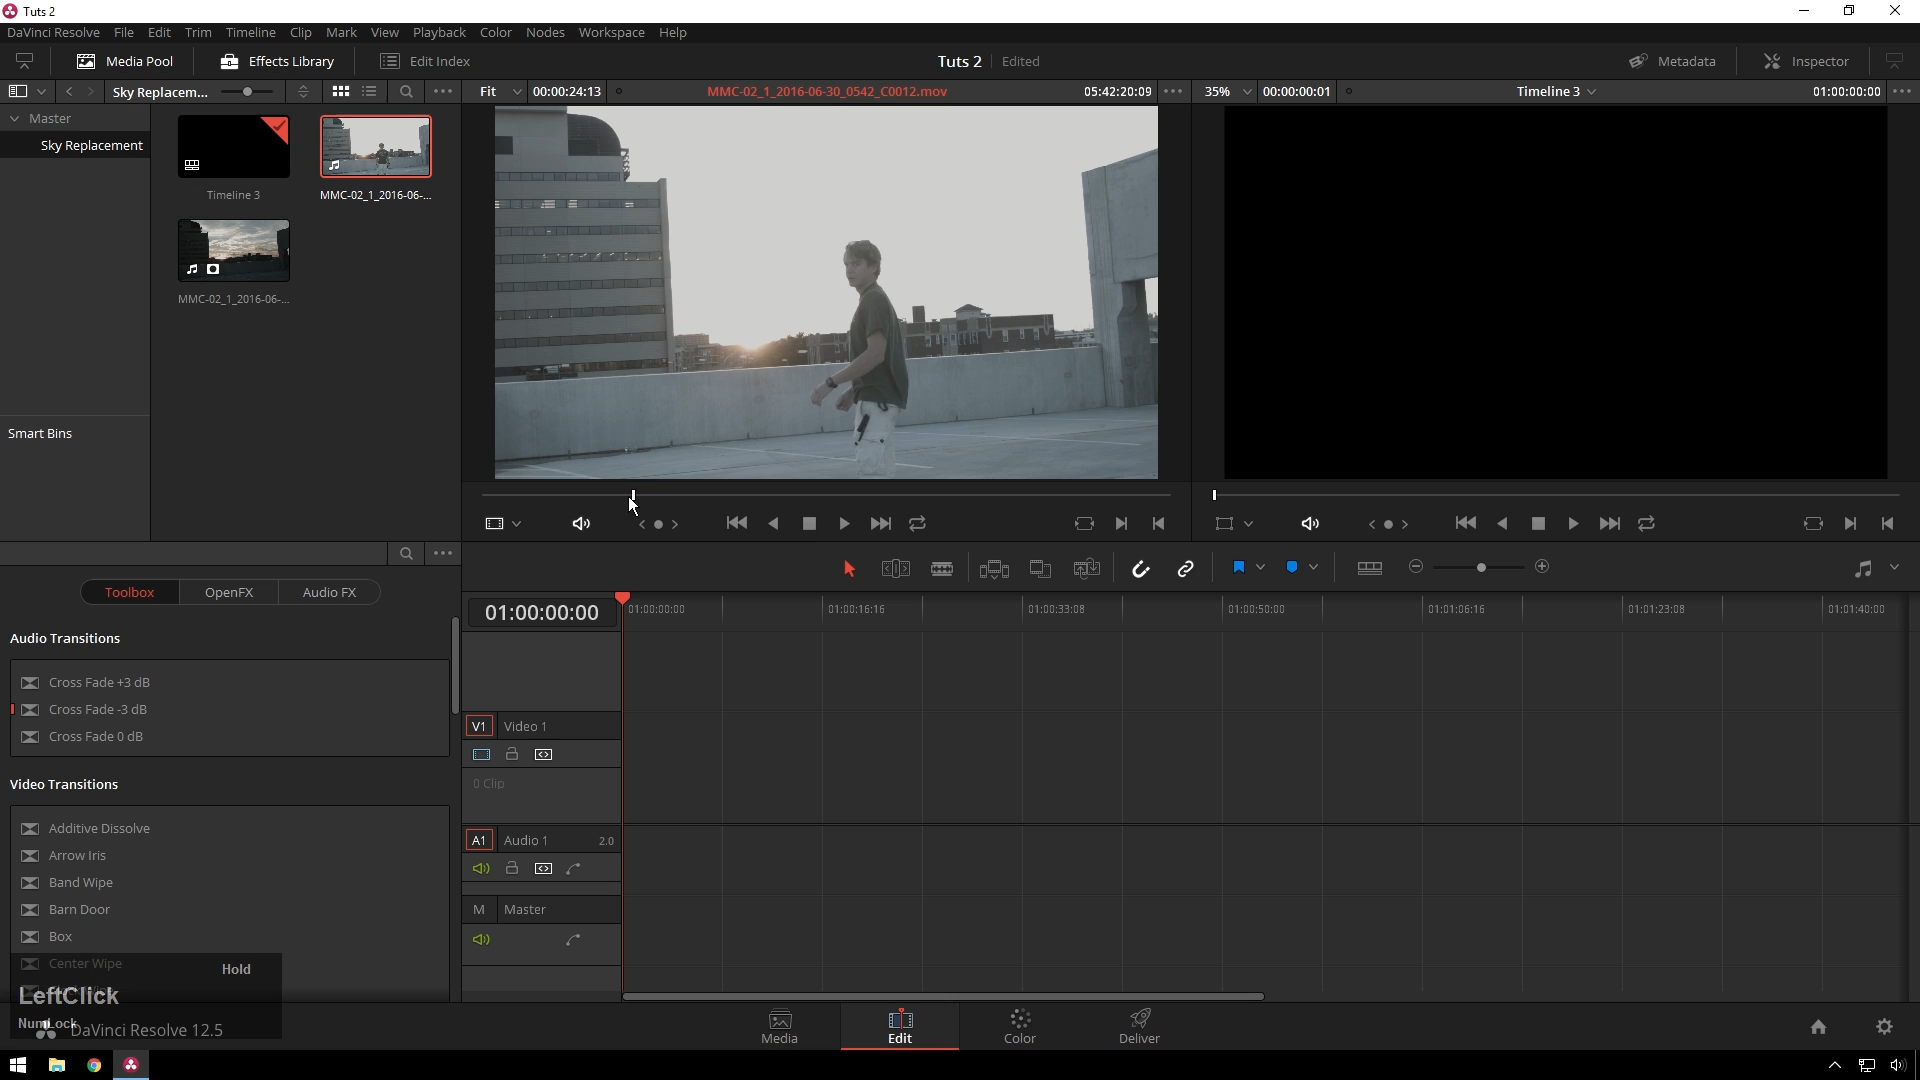 Tuts 2
DaVinci Resolve File Edit Trim Timeline Clip Mark View Playback Color Nodes Workspace Help
Media Pool Effects Library Edit Index Tuts 2 Edited Metadata Inspector
Sky Replacem... Fit 00:00:24:13 MMC-02_1_2016-06-30_0542_C0012.mov 05:42:20:09 35% 00:00:00:01 Timeline 3 01:00:00:00
Master
Sky Replacement
Timeline 3 MMC-02_1_2016-06-...
MMC-02_1_2016-06-...
Smart Bins
Toolbox OpenFX Audio FX
01:00:00:00 01:00:00:00 01:00:16:16 01:00:33:08 01:00:50:00 01:01:06:16 01:01:23:08 01:01:40:00
Audio Transitions
Cross Fade +3 dB
Cross Fade -3 dB
Cross Fade 0 dB
V1 Video 1
0 Clip
Video Transitions
Additive Dissolve
Arrow Iris
Band Wipe
Barn Door
Box
Center Wipe
A1 Audio 1 2.0
M Master
Hold
LeftClick
NumLock
DaVinci Resolve 12.5
Media Edit Color Deliver